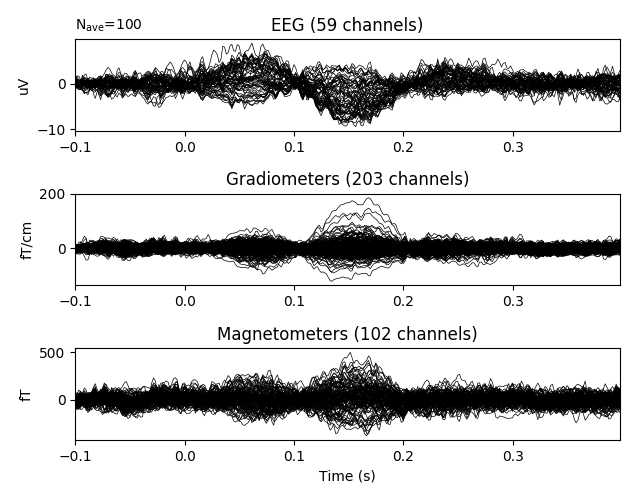 N_ave=100
EEG (59 channels)
uV
0
−10
−0.1 0.0 0.1 0.2 0.3
Gradiometers (203 channels)
fT/cm
200
0
−0.1 0.0 0.1 0.2 0.3
Magnetometers (102 channels)
fT
500
0
−0.1 0.0 0.1 0.2 0.3
Time (s)